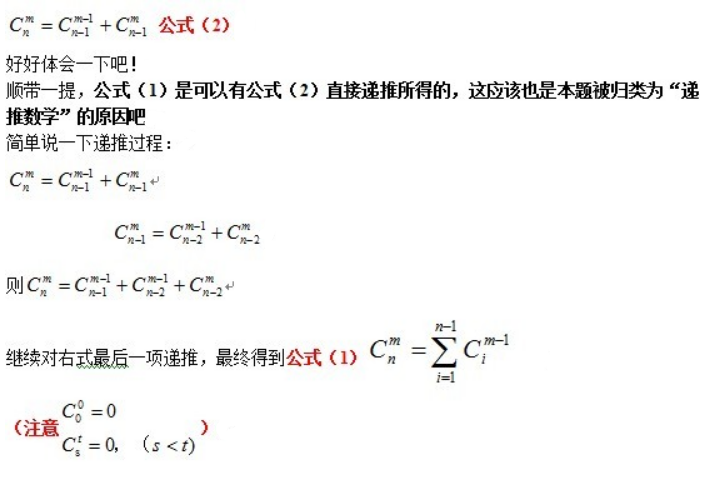 $C_n^m = C_{n-1}^{m-1} + C_{n-1}^m$ 公式（2）
好好体会一下吧！
顺带一提，公式（1）是可以有公式（2）直接递推所得的，这应该也是本题被归类为“递
推数学”的原因吧
简单说一下递推过程：
$C_n^m = C_{n-1}^{m-1} + C_{n-1}^m$↵
$C_{n-1}^m = C_{n-2}^{m-1} + C_{n-2}^m$
则 $C_n^m = C_{n-1}^{m-1} + C_{n-2}^{m-1} + C_{n-2}^m$↵
继续对右式最后一项递推，最终得到公式（1） $C_n^m = \sum_{i=1}^{n-1} C_i^{m-1}$
（注意 $C_0^0 = 0$
$C_s^t = 0$， （$s < t$) ）